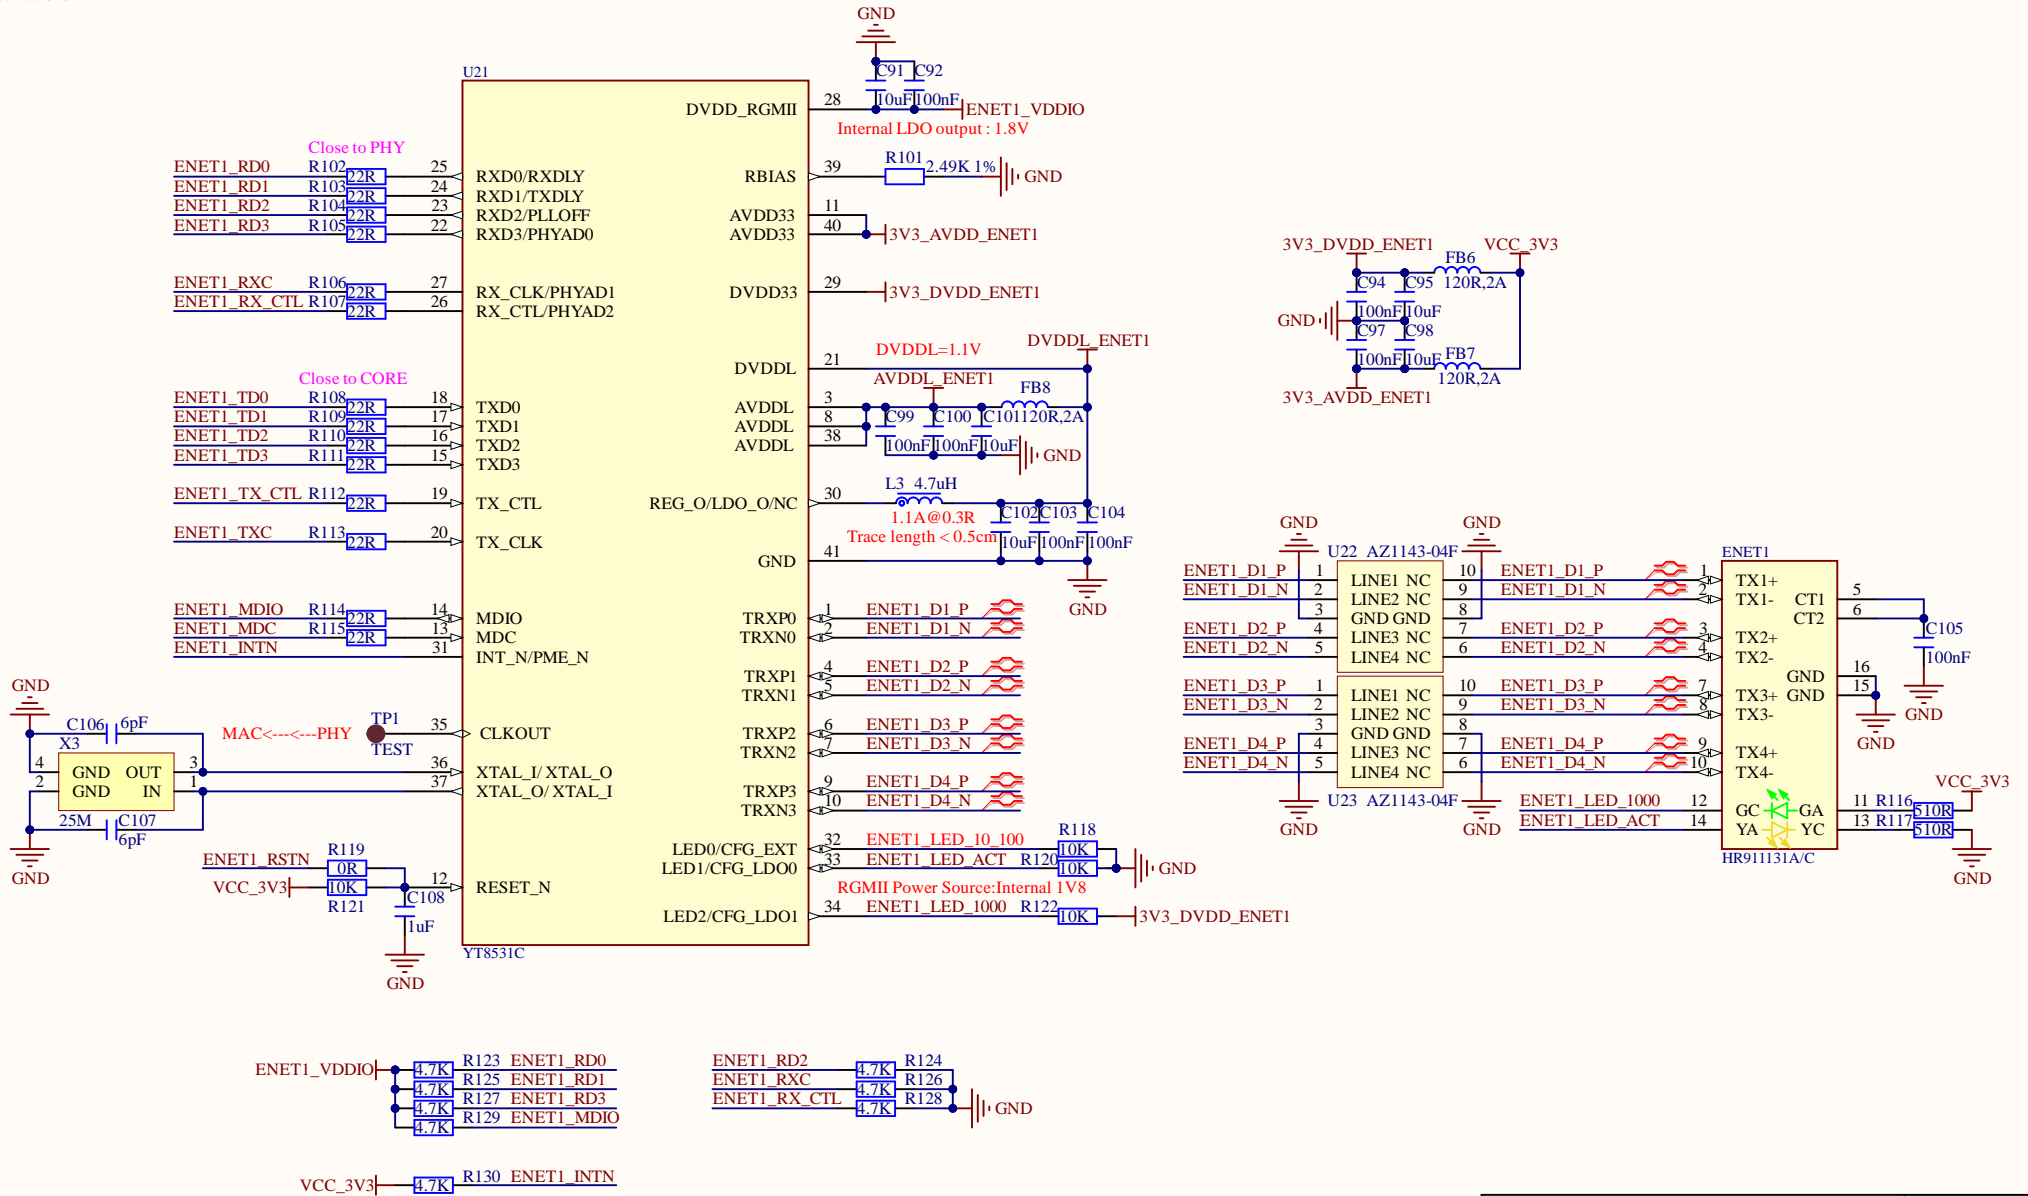 GND
C91 C92
10uF 100nF
U21
DVDD_RGMII 28 ENET1_VDDIO
Internal LDO output : 1.8V
Close to PHY
ENET1_RD0 R102 22R 25 RXD0/RXDLY
ENET1_RD1 R103 22R 24 RXD1/TXDLY
ENET1_RD2 R104 22R 23 RXD2/PLLOFF
ENET1_RD3 R105 22R 22 RXD3/PHYAD0
ENET1_RXC R106 22R 27 RX_CLK/PHYAD1
ENET1_RX_CTL R107 22R 26 RX_CTL/PHYAD2
Close to CORE
ENET1_TD0 R108 22R 18 TXD0
ENET1_TD1 R109 22R 17 TXD1
ENET1_TD2 R110 22R 16 TXD2
ENET1_TD3 R111 22R 15 TXD3
ENET1_TX_CTL R112 22R 19 TX_CTL
ENET1_TXC R113 22R 20 TX_CLK
ENET1_MDIO R114 22R 14 MDIO
ENET1_MDC R115 22R 13 MDC
ENET1_INTN 31 INT_N/PME_N
MAC<---<---PHY TP1 TEST 35 CLKOUT
36 XTAL_I/ XTAL_O
37 XTAL_O/ XTAL_I
GND
C106 6pF
X3
4 GND OUT 3
2 GND IN 1
25M C107
6pF
GND
ENET1_RSTN R119 0R
VCC_3V3 10K R121 12 RESET_N
C108
1uF
GND
YT8531C
RBIAS 39 R101 2.49K 1% GND
AVDD33 11
AVDD33 40 3V3_AVDD_ENET1
DVDD33 29 3V3_DVDD_ENET1
DVDDL=1.1V DVDDL_ENET1
DVDDL 21
AVDDL_ENET1 FB8
AVDDL 3
AVDDL 8
AVDDL 38
C99 C100 C101 120R,2A
100nF 100nF 10uF GND
REG_O/LDO_O/NC 30 L3 4.7uH
1.1A@0.3R
Trace length < 0.5cm
C102 C103 C104
10uF 100nF 100nF
GND 41
GND
TRXP0 1 ENET1_D1_P
TRXN0 2 ENET1_D1_N
TRXP1 4 ENET1_D2_P
TRXN1 5 ENET1_D2_N
TRXP2 6 ENET1_D3_P
TRXN2 7 ENET1_D3_N
TRXP3 9 ENET1_D4_P
TRXN3 10 ENET1_D4_N
LED0/CFG_EXT 32 ENET1_LED_10_100 R118 10K
LED1/CFG_LDO0 33 ENET1_LED_ACT R120 10K GND
RGMII Power Source:Internal 1V8
LED2/CFG_LDO1 34 ENET1_LED_1000 R122 10K 3V3_DVDD_ENET1
3V3_DVDD_ENET1 VCC_3V3
FB6
C94 C95 120R,2A
100nF 10uF
GND
C97 C98
100nF 10uF FB7
120R,2A
3V3_AVDD_ENET1
GND GND
U22 AZ1143-04F
ENET1_D1_P 1 LINE1 NC 10 ENET1_D1_P
ENET1_D1_N 2 LINE2 NC 9 ENET1_D1_N
3 GND GND 8
ENET1_D2_P 4 LINE3 NC 7 ENET1_D2_P
ENET1_D2_N 5 LINE4 NC 6 ENET1_D2_N
ENET1_D3_P 1 LINE1 NC 10 ENET1_D3_P
ENET1_D3_N 2 LINE2 NC 9 ENET1_D3_N
3 GND GND 8
ENET1_D4_P 4 LINE3 NC 7 ENET1_D4_P
ENET1_D4_N 5 LINE4 NC 6 ENET1_D4_N
U23 AZ1143-04F
GND GND
ENET1
1 TX1+
2 TX1-
3 TX2+
4 TX2-
7 TX3+
8 TX3-
9 TX4+
10 TX4-
CT1 5
CT2 6
C105
100nF
GND
GND 16
GND 15
GND
ENET1_LED_1000 12 GC GA 11 R116 510R VCC_3V3
ENET1_LED_ACT 14 YA YC 13 R117 510R
GND
HR911131A/C
ENET1_VDDIO 4.7K R123 ENET1_RD0
4.7K R125 ENET1_RD1
4.7K R127 ENET1_RD3
4.7K R129 ENET1_MDIO
ENET1_RD2 4.7K R124
ENET1_RXC 4.7K R126
ENET1_RX_CTL 4.7K R128 GND
VCC_3V3 4.7K R130 ENET1_INTN